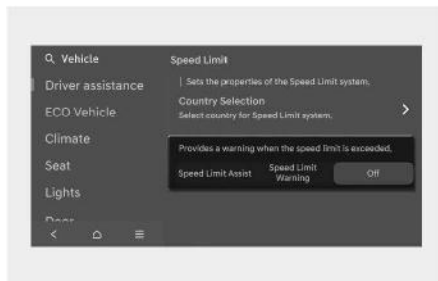 Vehicle
Driver assistance
ECO Vehicle
Climate
Seat
Lights
Door
Speed Limit
Sets the properties of the Speed Limit system.
Country Selection
Select country for Speed Limit system.
Provides a warning when the speed limit is exceeded.
Speed Limit Assist
Speed Limit
Warning
Off